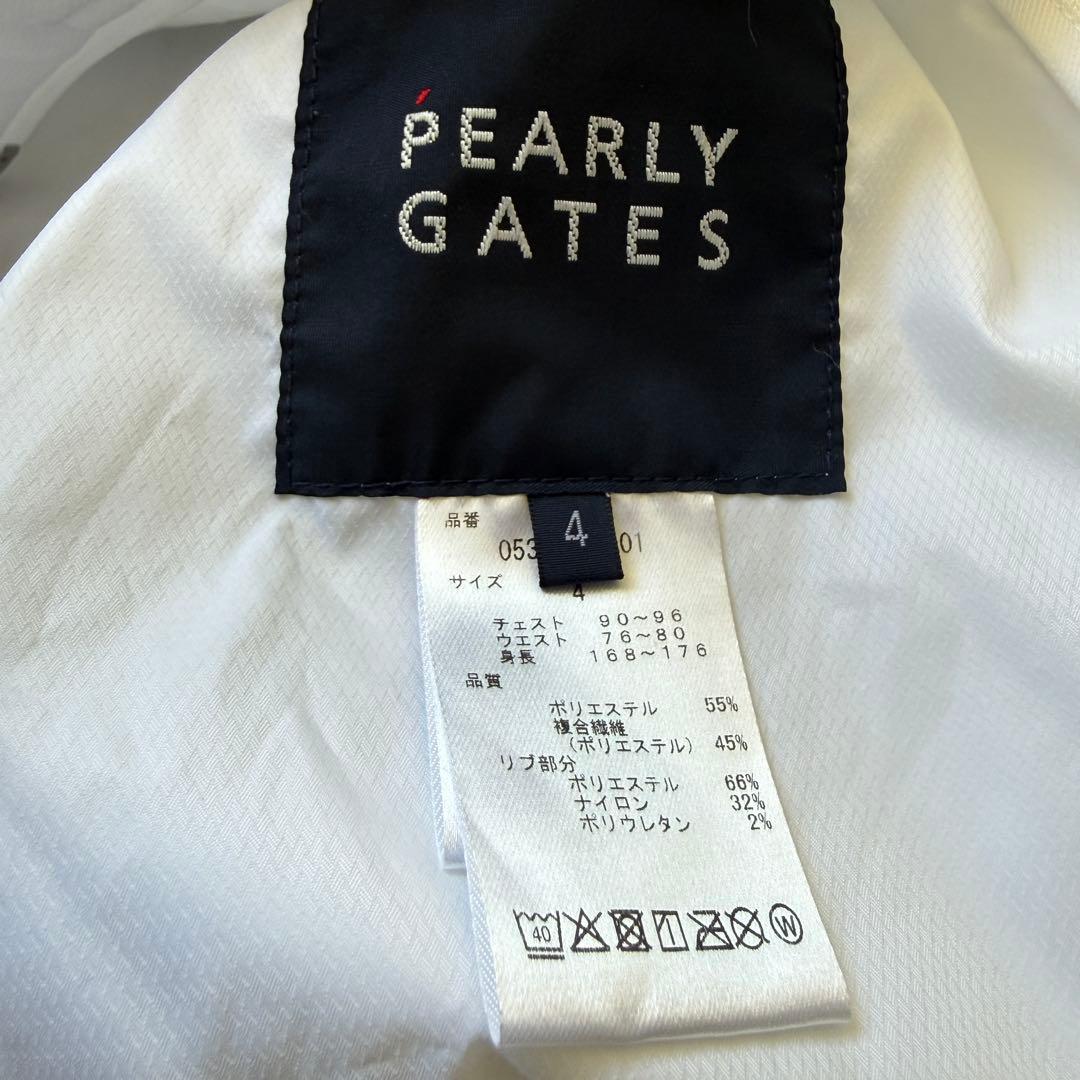 PEARLY
GATES
4
品番
053 01
サイズ 4
チェスト 90～96
ウエスト 76～80
身長 168～176
品質
ポリエステル 55%
複合繊維
(ポリエステル) 45%
リブ部分
ポリエステル 66%
ナイロン 32%
ポリウレタン 2%
40 W